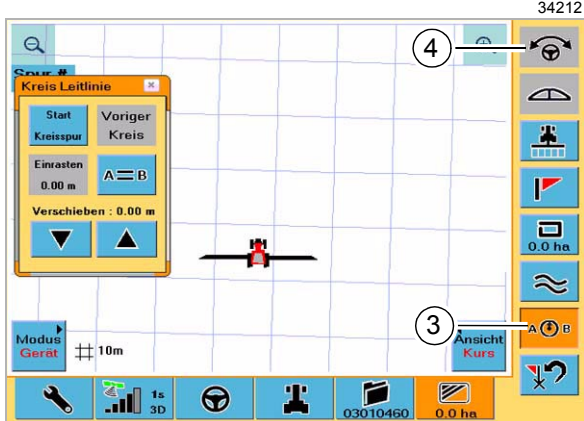 34212
4
Spur #
Kreis Leitlinie
x
Start
Kreisspur
Voriger
Kreis
Einrasten
0.00 m
A=B
Verschieben : 0.00 m
0.0 ha
3
A B
Modus
Gerät
10m
Ansicht
Kurs
1s
3D
03010460
0.0 ha